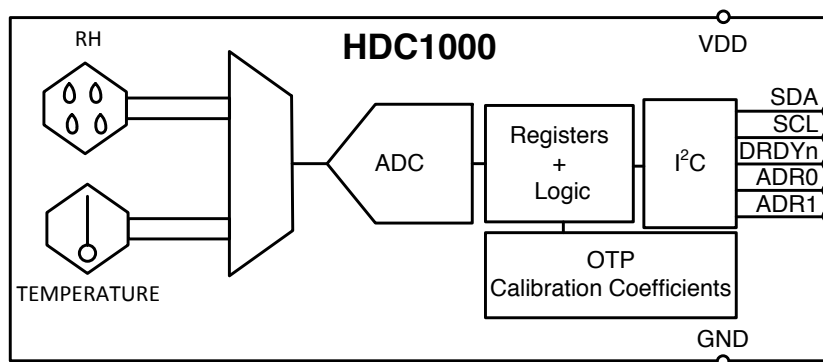 RH
HDC1000
VDD
ADC
Registers
+
Logic
I²C
SDA
SCL
DRDYn
ADR0
ADR1
TEMPERATURE
OTP
Calibration Coefficients
GND